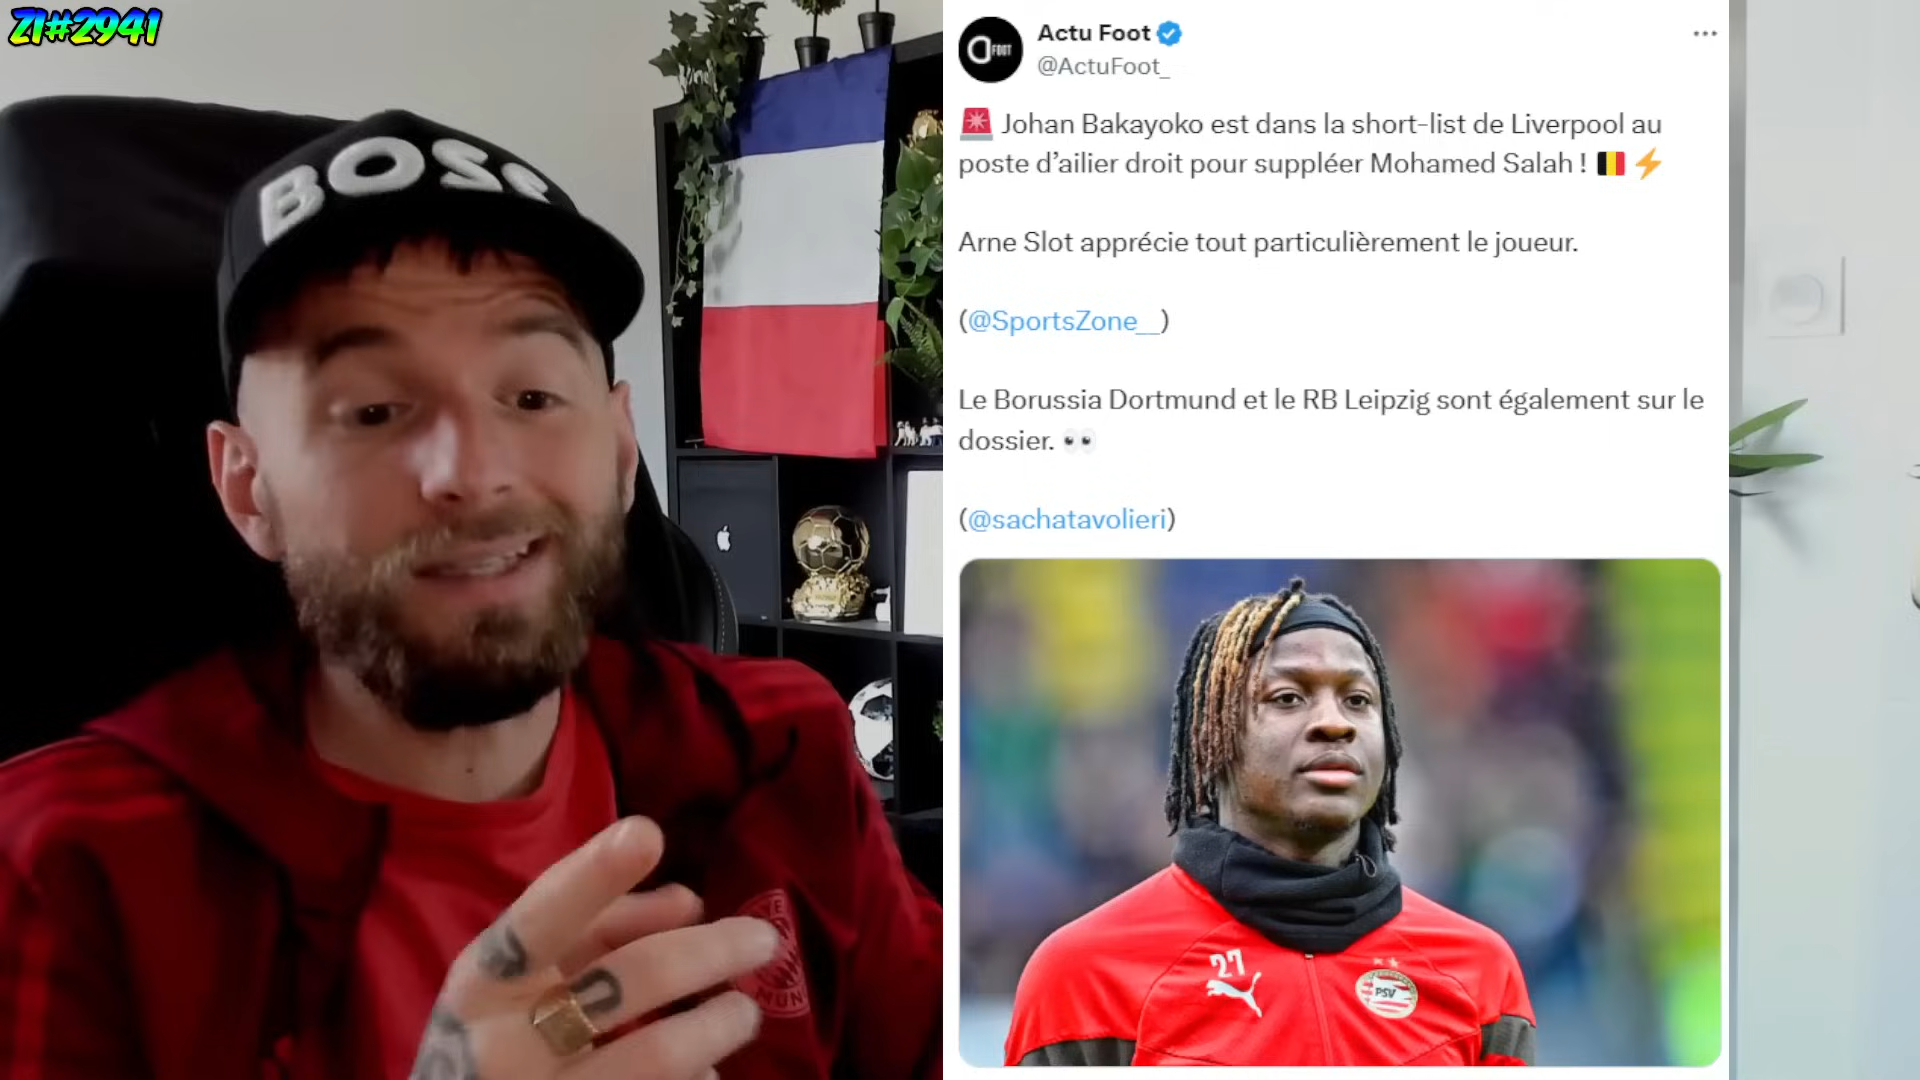 ZI#2941
BOSS
Actu Foot
@ActuFoot_
Johan Bakayoko est dans la short-list de Liverpool au
poste d’ailier droit pour suppléer Mohamed Salah !
Arne Slot apprécie tout particulièrement le joueur.
(@SportsZone__)
Le Borussia Dortmund et le RB Leipzig sont également sur le
dossier.
(@sachatavolieri)
27
PSV